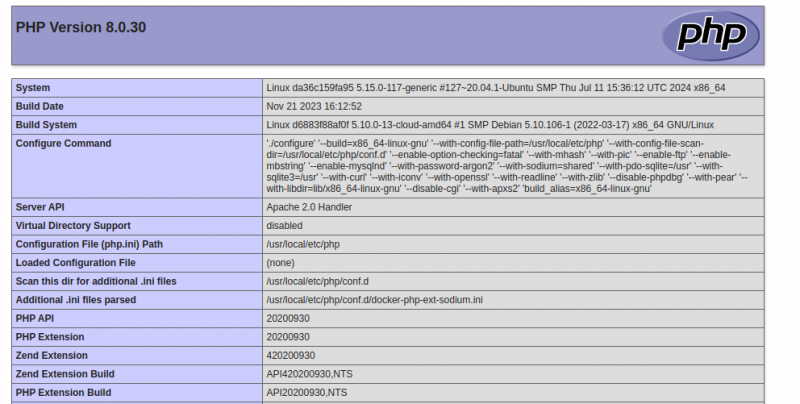 PHP Version 8.0.30
php
System Linux da36c159fa95 5.15.0-117-generic #127~20.04.1-Ubuntu SMP Thu Jul 11 15:36:12 UTC 2024 x86_64
Build Date Nov 21 2023 16:12:52
Build System Linux d6883f88af0f 5.10.0-13-cloud-amd64 #1 SMP Debian 5.10.106-1 (2022-03-17) x86_64 GNU/Linux
Configure Command './configure' '--build=x86_64-linux-gnu' '--with-config-file-path=/usr/local/etc/php' '--with-config-file-scan-
dir=/usr/local/etc/php/conf.d' '--enable-option-checking=fatal' '--with-mhash' '--with-pic' '--enable-ftp' '--enable-
mbstring' '--enable-mysqlnd' '--with-password-argon2' '--with-sodium=shared' '--with-pdo-sqlite=/usr' '--with-
sqlite3=/usr' '--with-curl' '--with-iconv' '--with-openssl' '--with-readline' '--with-zlib' '--disable-phpdbg' '--with-pear' '--
with-libdir=lib/x86_64-linux-gnu' '--disable-cgi' '--with-apxs2' 'build_alias=x86_64-linux-gnu'
Server API Apache 2.0 Handler
Virtual Directory Support disabled
Configuration File (php.ini) Path /usr/local/etc/php
Loaded Configuration File (none)
Scan this dir for additional .ini files /usr/local/etc/php/conf.d
Additional .ini files parsed /usr/local/etc/php/conf.d/docker-php-ext-sodium.ini
PHP API 20200930
PHP Extension 20200930
Zend Extension 420200930
Zend Extension Build API420200930,NTS
PHP Extension Build API20200930,NTS